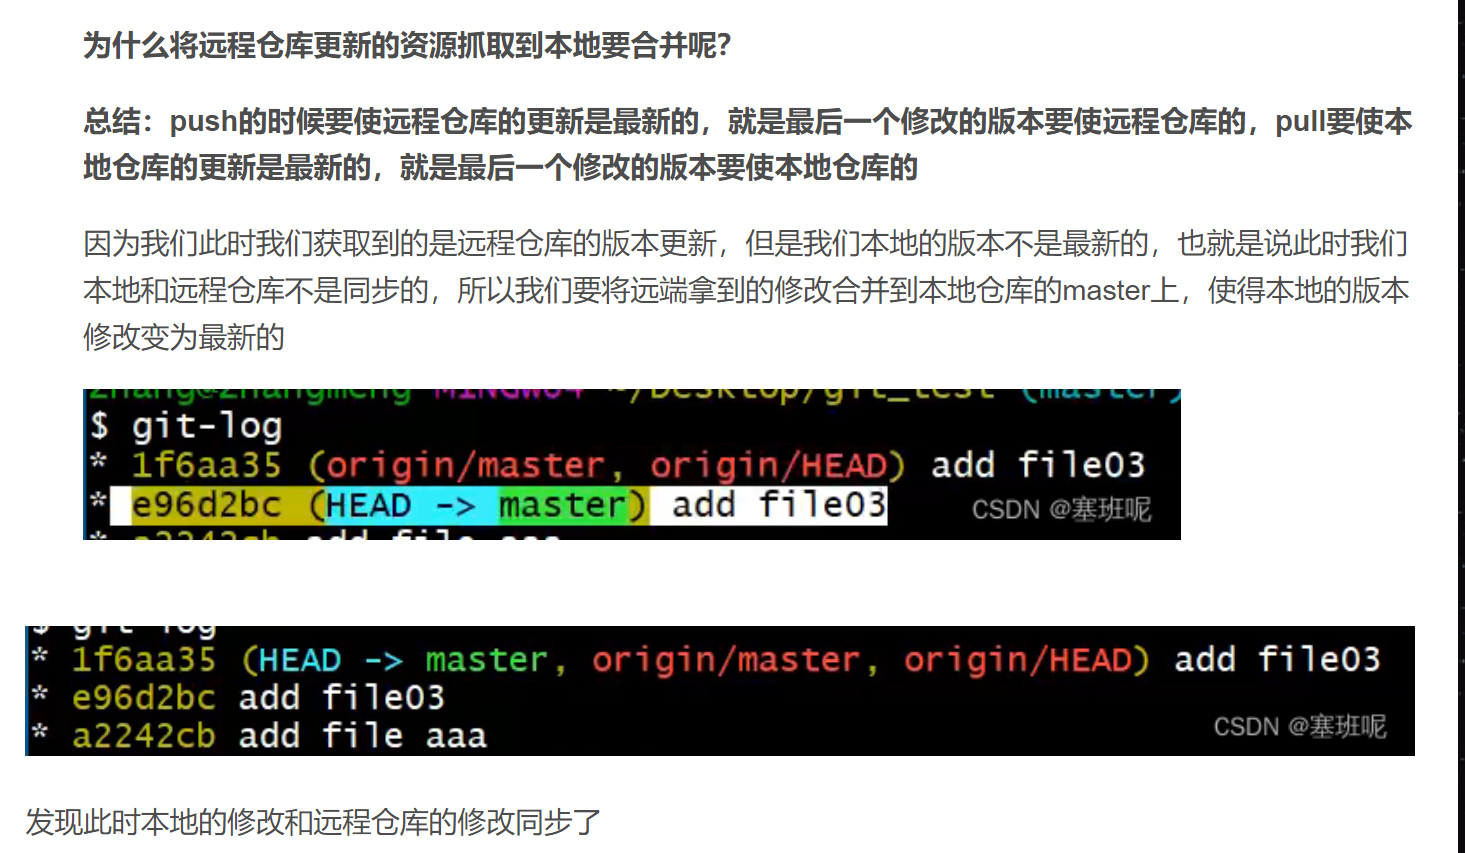 为什么将远程仓库更新的资源抓取到本地要合并呢?
总结：push的时候要使远程仓库的更新是最新的，就是最后一个修改的版本要使远程仓库的，pull要使本
地仓库的更新是最新的，就是最后一个修改的版本要使本地仓库的
因为我们此时我们获取到的是远程仓库的版本更新，但是我们本地的版本不是最新的，也就是说此时我们
本地和远程仓库不是同步的，所以我们要将远端拿到的修改合并到本地仓库的master上，使得本地的版本
修改变为最新的
zhang@zhangmeng MINGW64 ~/Desktop/git_test (master)
$ git-log
* 1f6aa35 (origin/master, origin/HEAD) add file03
* e96d2bc (HEAD -> master) add file03
CSDN @塞班呢
* a2242cb add file aaa
$ git-log
* 1f6aa35 (HEAD -> master, origin/master, origin/HEAD) add file03
* e96d2bc add file03
* a2242cb add file aaa
CSDN @塞班呢
发现此时本地的修改和远程仓库的修改同步了